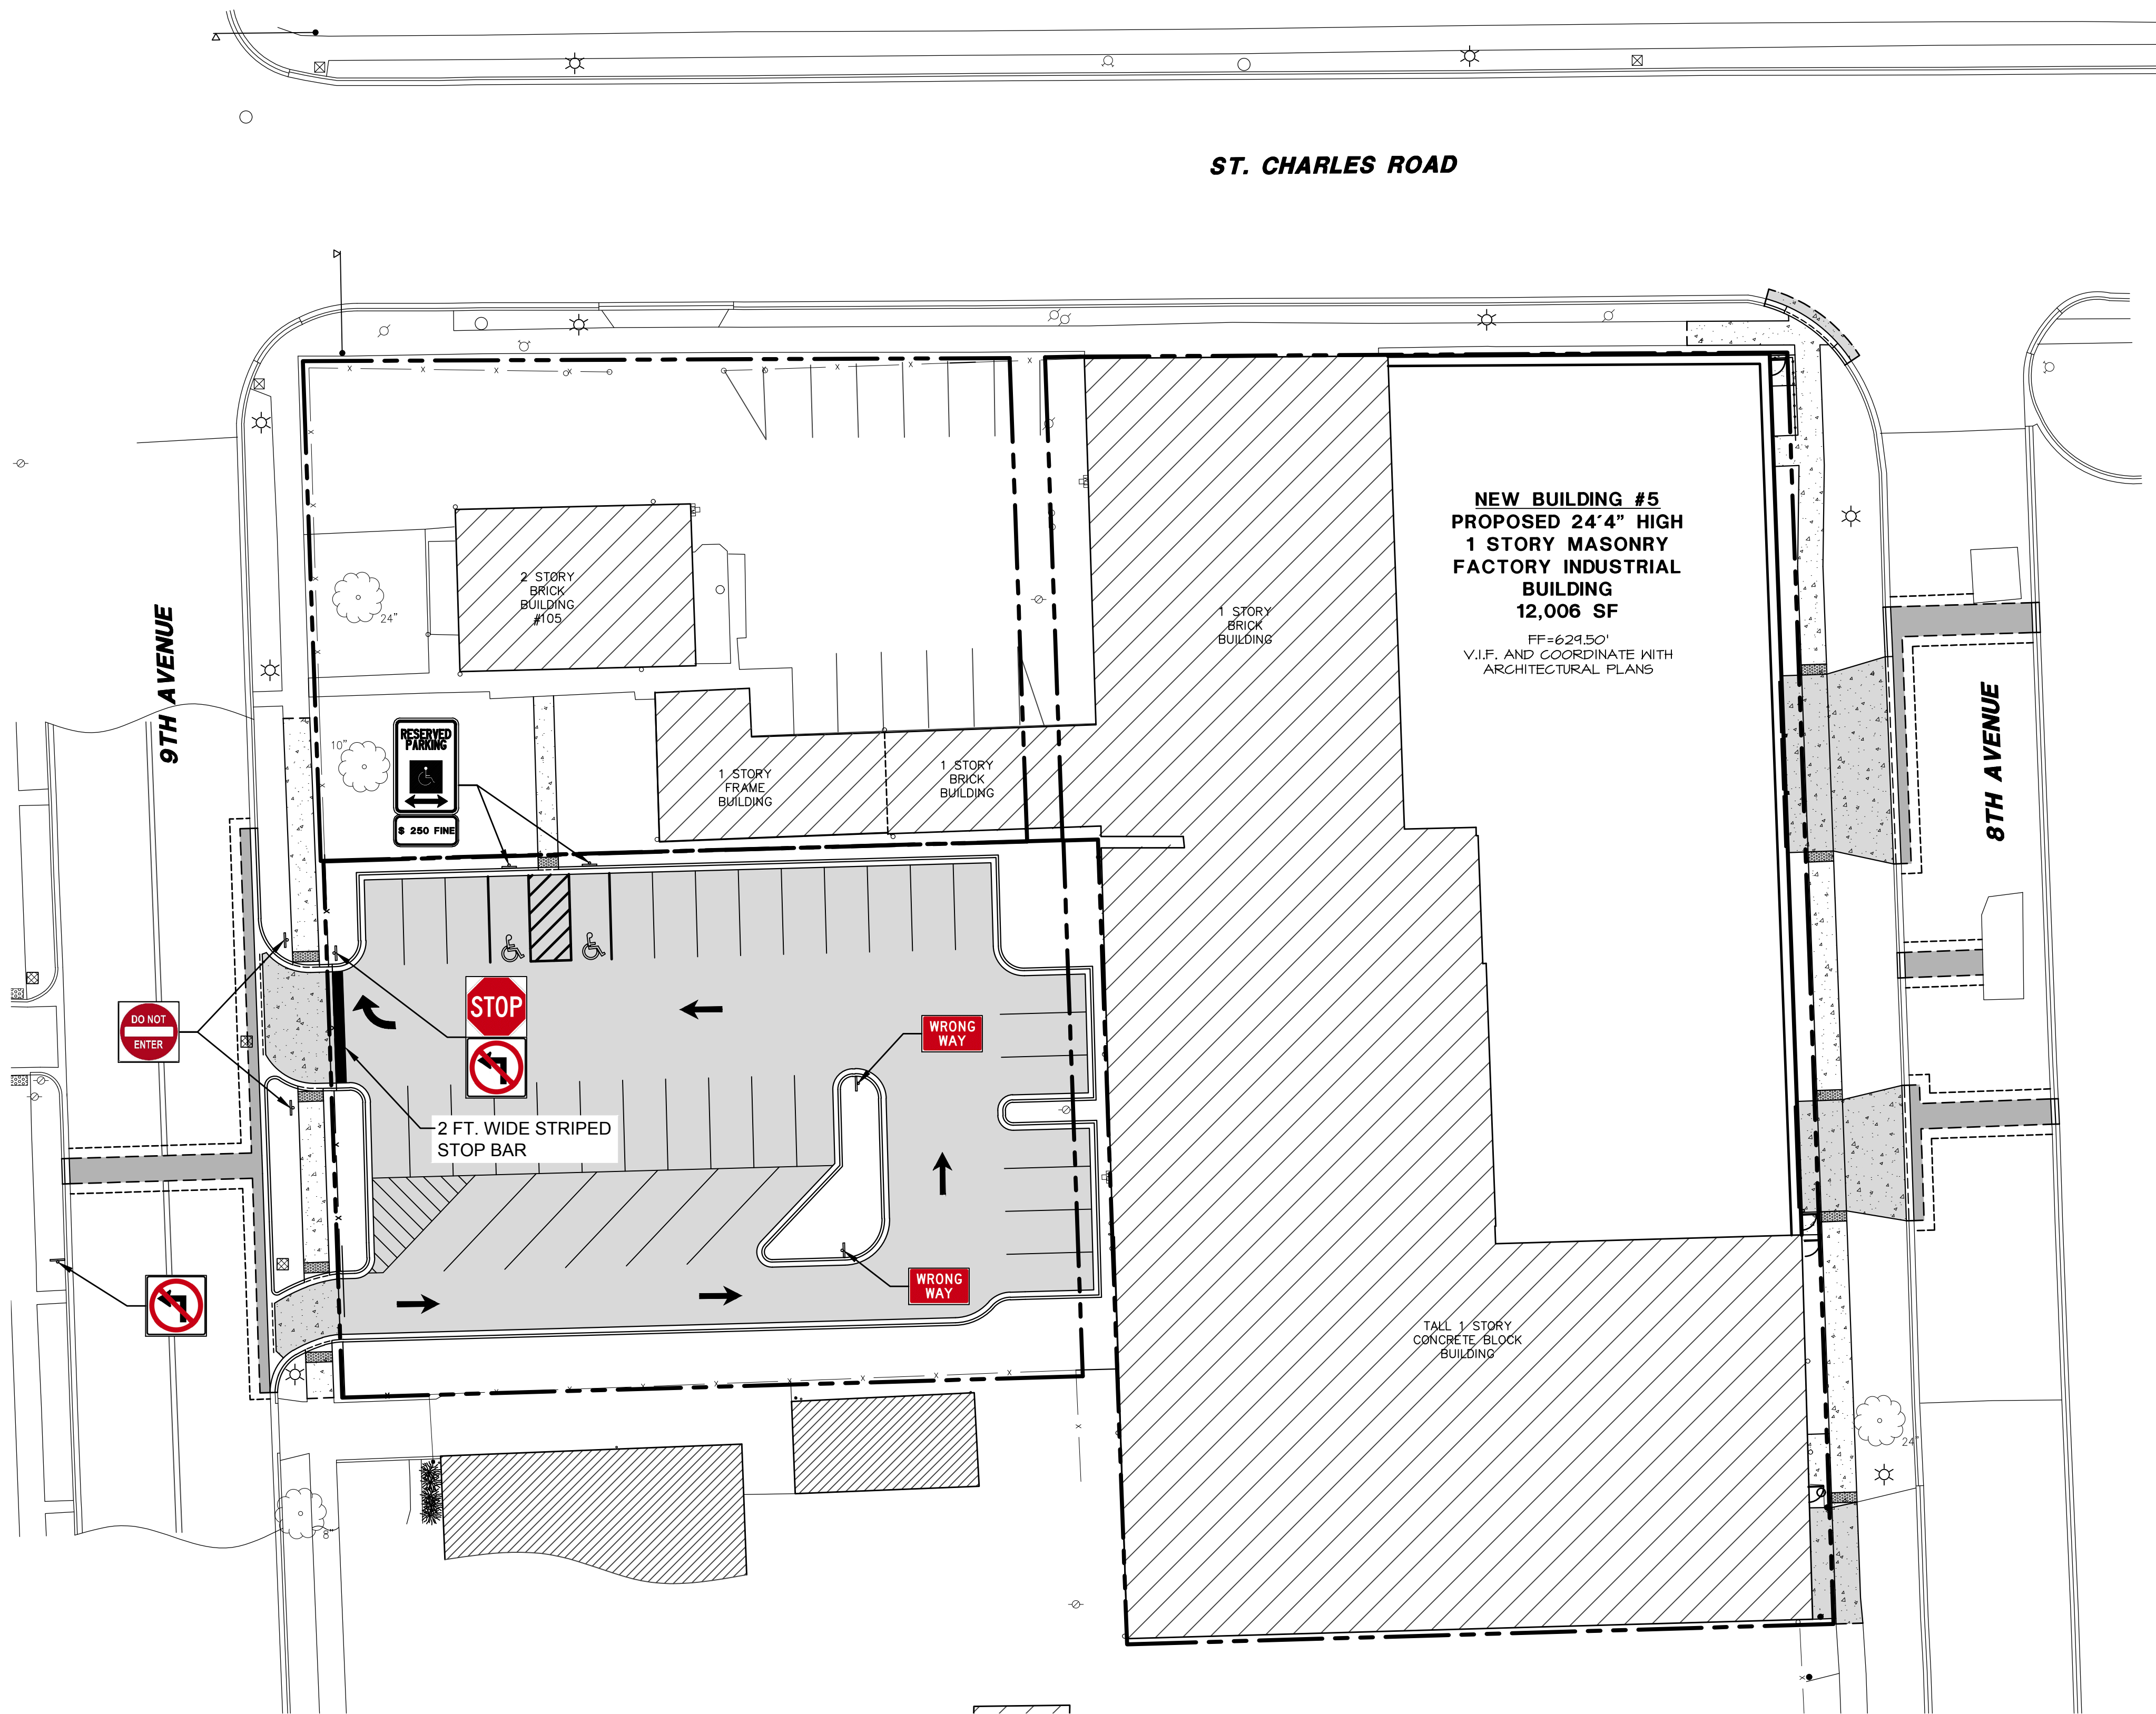 ST. CHARLES ROAD
NEW BUILDING #5
PROPOSED 24'4" HIGH
1 STORY MASONRY
FACTORY INDUSTRIAL
BUILDING
12,006 SF
FF=629.50'
V.I.F. AND COORDINATE WITH
ARCHITECTURAL PLANS
2 STORY
BRICK
BUILDING
#105
24"
1 STORY
BRICK
BUILDING
9TH AVENUE
8TH AVENUE
10"
RESERVED
PARKING
$ 250 FINE
1 STORY
FRAME
BUILDING
1 STORY
BRICK
BUILDING
DO NOT
ENTER
STOP
WRONG
WAY
2 FT. WIDE STRIPED
STOP BAR
WRONG
WAY
TALL 1 STORY
CONCRETE BLOCK
BUILDING
24"
8"